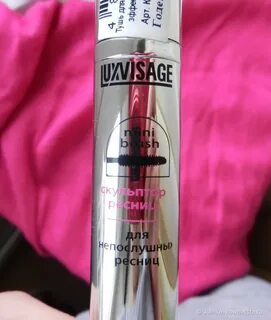 LUXVISAGE
mini
brush
скульптор
ресниц
для
непослушных
ресниц